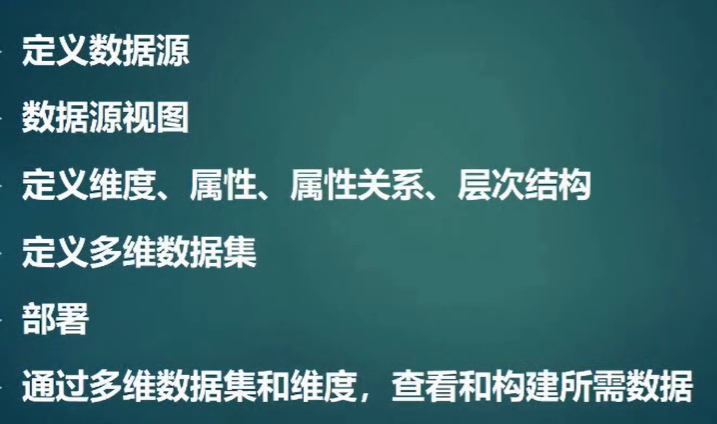 定义数据源
数据源视图
定义维度、属性、属性关系、层次结构
定义多维数据集
部署
通过多维数据集和维度，查看和构建所需数据